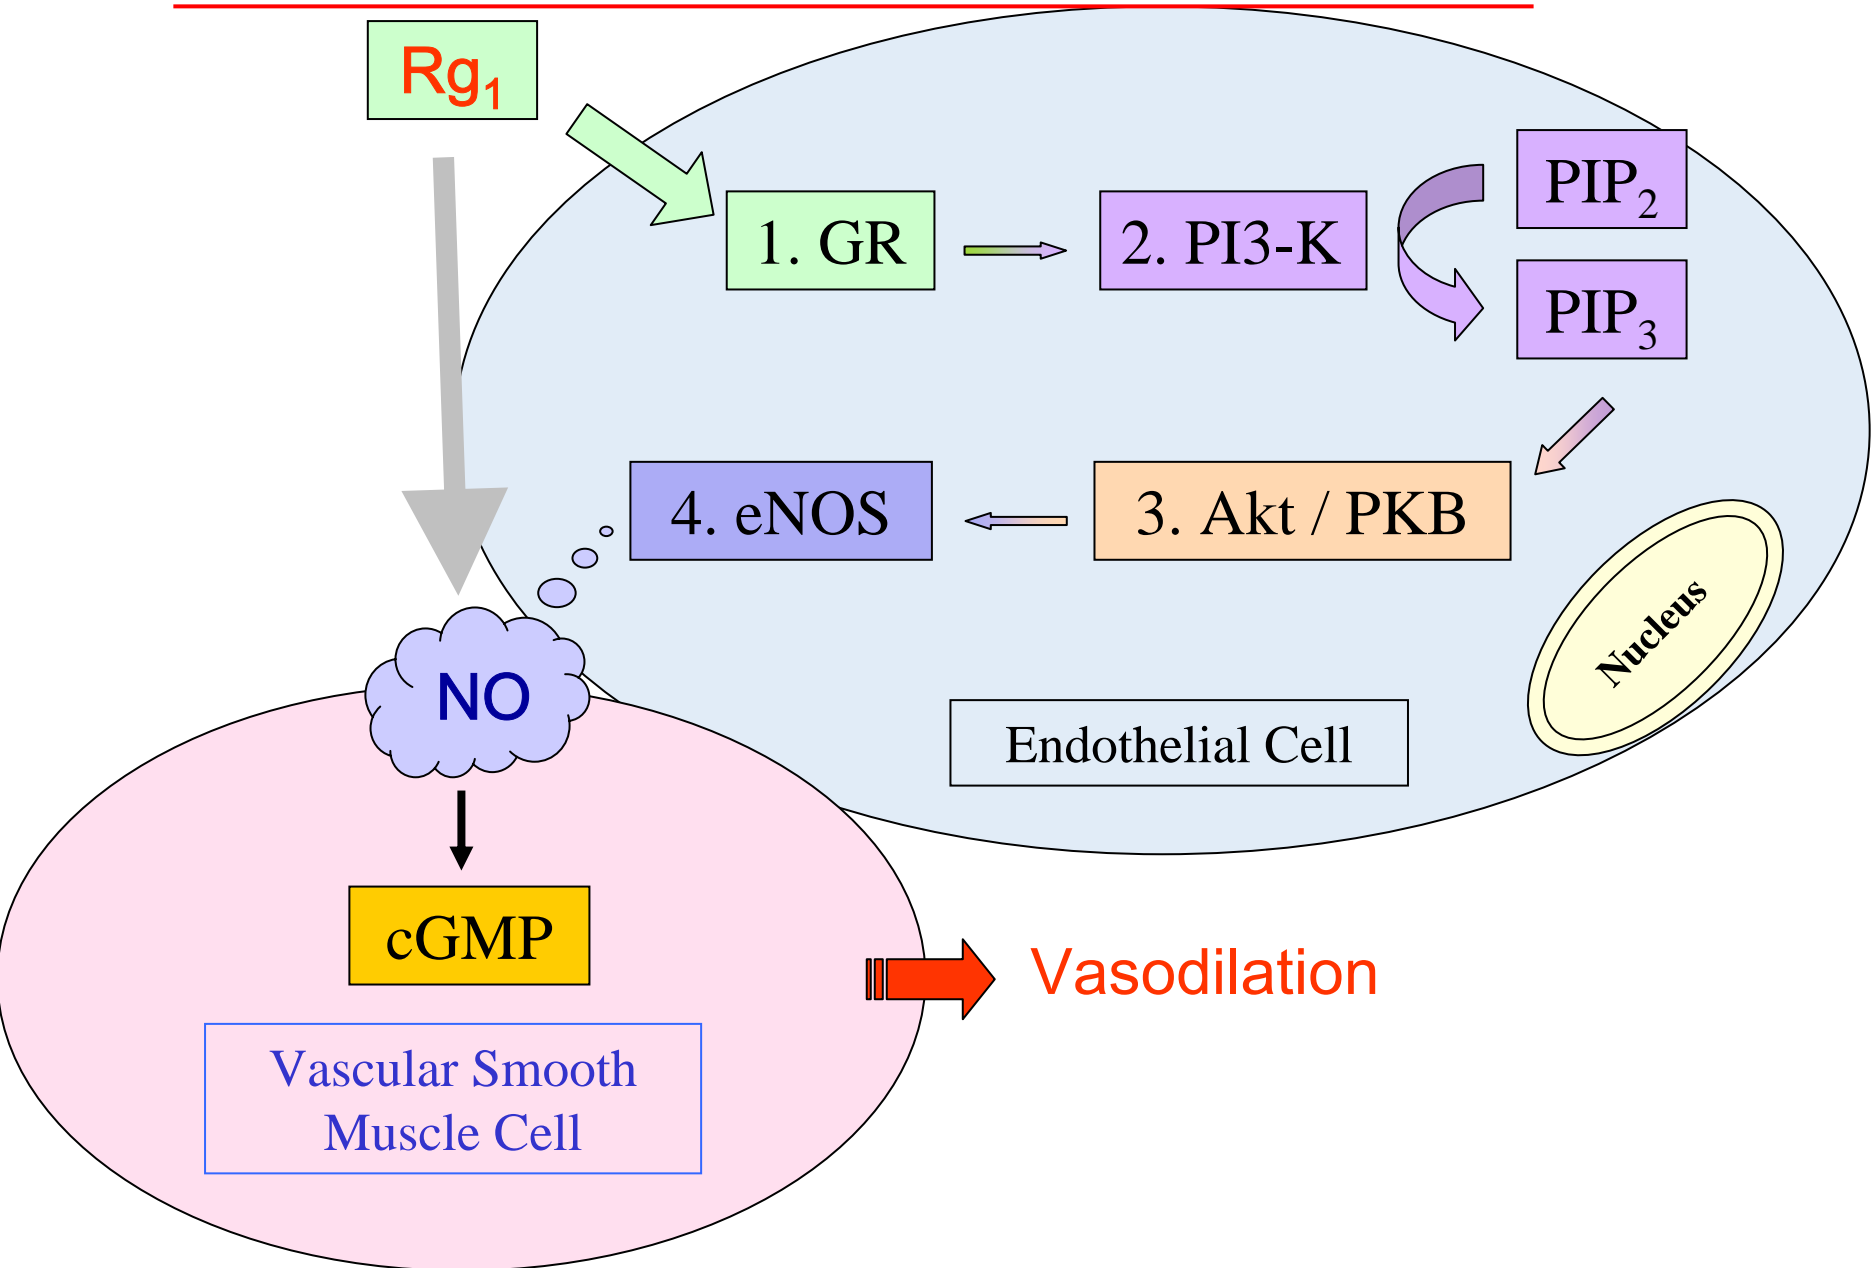 Rg₁
PIP₂
1. GR
2. PI3-K
PIP₃
4. eNOS
3. Akt / PKB
Nucleus
NO
Endothelial Cell
cGMP
Vasodilation
Vascular Smooth
Muscle Cell